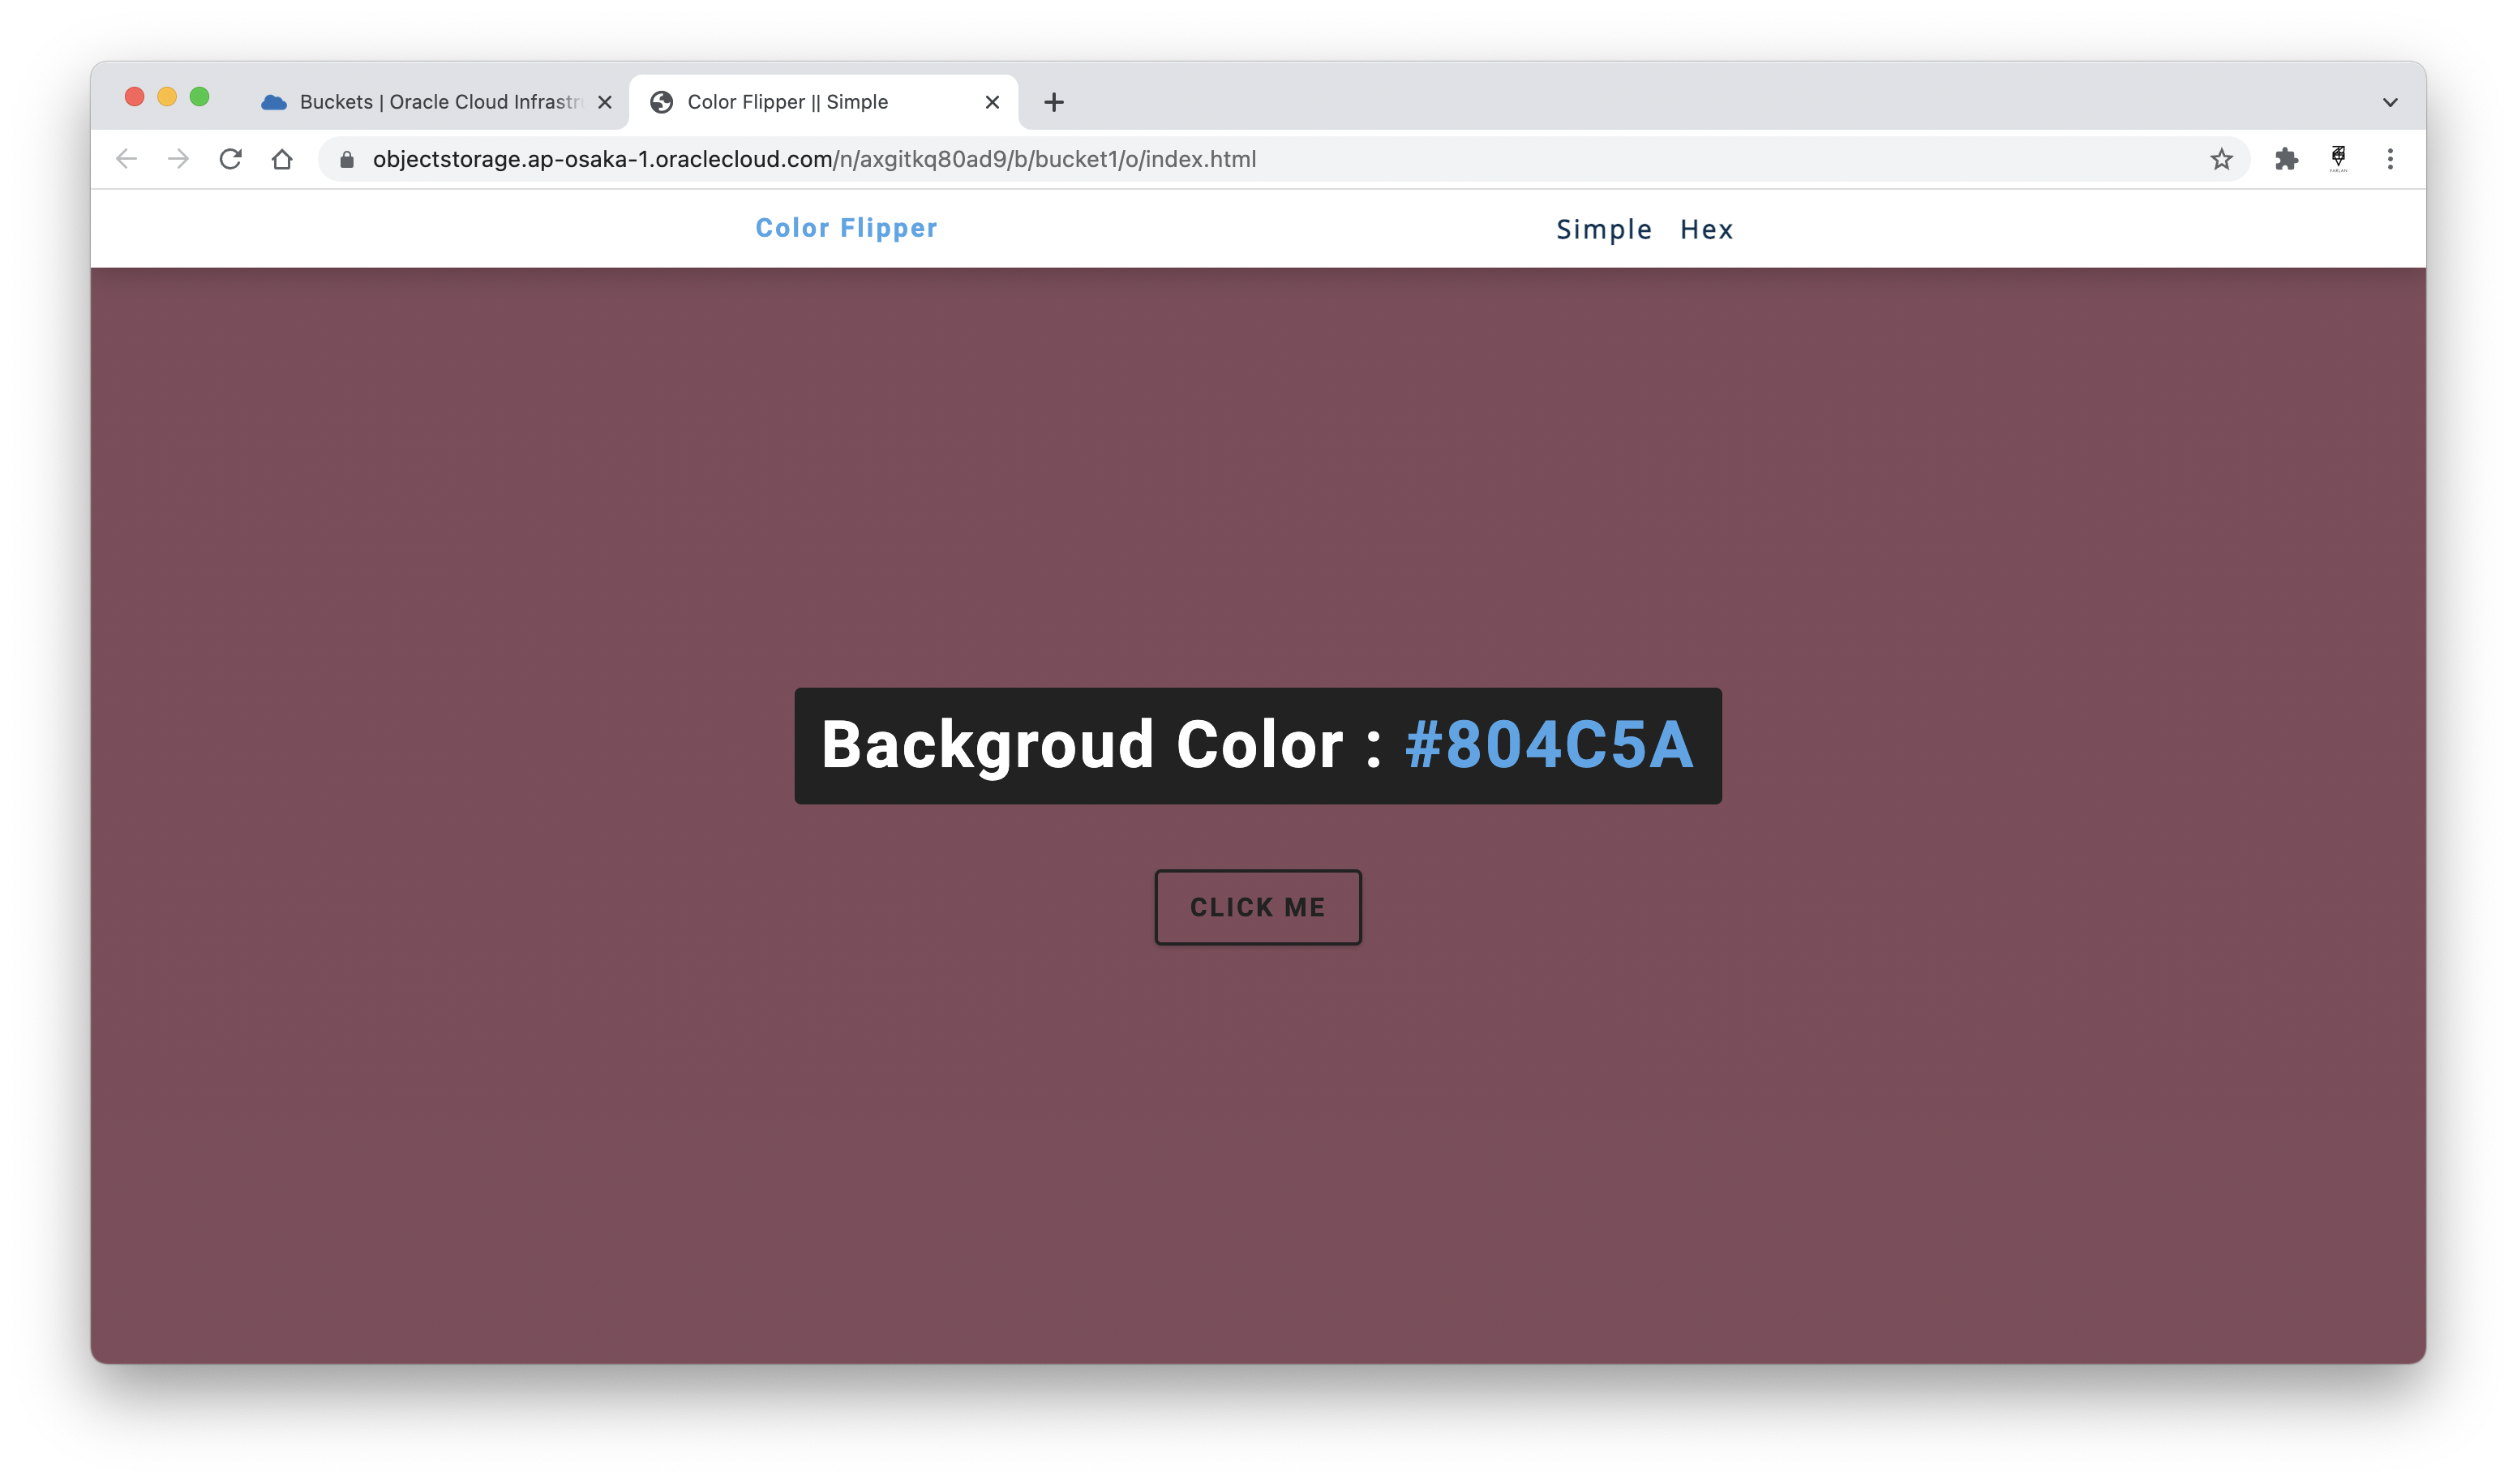 Buckets | Oracle Cloud Infrastr
Color Flipper || Simple
objectstorage.ap-osaka-1.oraclecloud.com/n/axgitkq80ad9/b/bucket1/o/index.html
Color Flipper
Simple Hex
Backgroud Color : #804C5A
CLICK ME